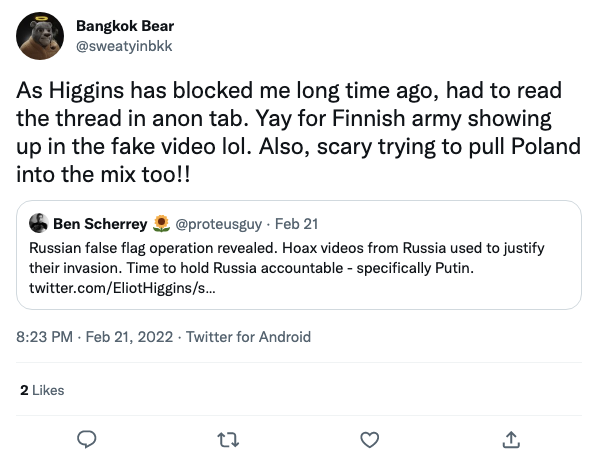 Bangkok Bear
@sweatyinbkk
As Higgins has blocked me long time ago, had to read
the thread in anon tab. Yay for Finnish army showing
up in the fake video lol. Also, scary trying to pull Poland
into the mix too!!
Ben Scherrey 🌻 @proteusguy · Feb 21
Russian false flag operation revealed. Hoax videos from Russia used to justify
their invasion. Time to hold Russia accountable - specifically Putin.
twitter.com/EliotHiggins/s...
8:23 PM · Feb 21, 2022 · Twitter for Android
2 Likes